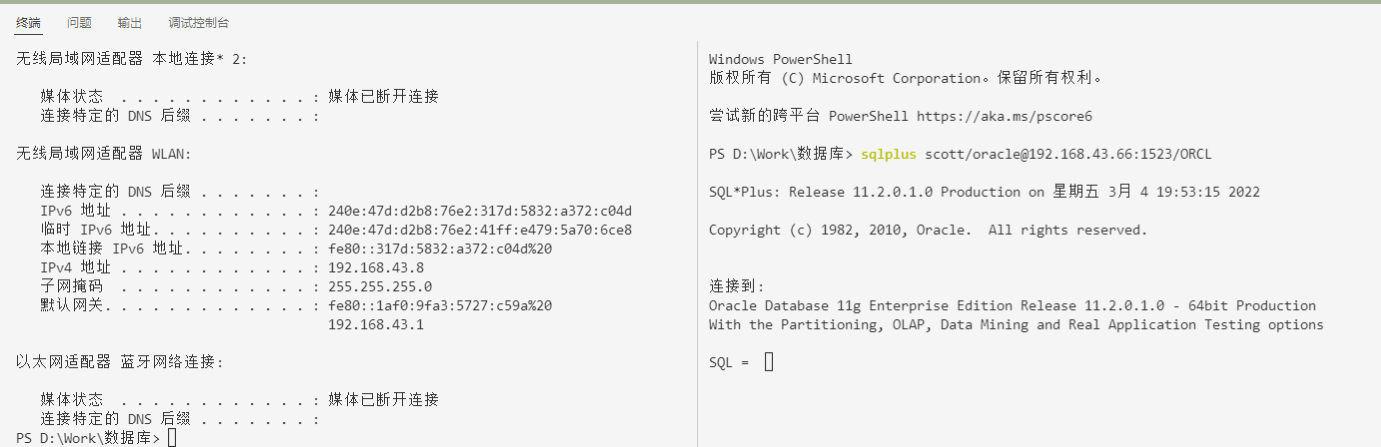 终端 问题 输出 调试控制台
无线局域网适配器 本地连接* 2:
媒体状态 . . . . . . . . . . . . : 媒体已断开连接
连接特定的 DNS 后缀 . . . . . . . :
无线局域网适配器 WLAN:
连接特定的 DNS 后缀 . . . . . . . :
IPv6 地址 . . . . . . . . . . . . : 240e:47d:d2b8:76e2:317d:5832:a372:c04d
临时 IPv6 地址. . . . . . . . . . : 240e:47d:d2b8:76e2:41ff:e479:5a70:6ce8
本地链接 IPv6 地址. . . . . . . . : fe80::317d:5832:a372:c04d%20
IPv4 地址 . . . . . . . . . . . . : 192.168.43.8
子网掩码 . . . . . . . . . . . . : 255.255.255.0
默认网关. . . . . . . . . . . . . : fe80::1af0:9fa3:5727:c59a%20
192.168.43.1
以太网适配器 蓝牙网络连接:
媒体状态 . . . . . . . . . . . . : 媒体已断开连接
连接特定的 DNS 后缀 . . . . . . . :
PS D:\Work\数据库>
Windows PowerShell
版权所有 (C) Microsoft Corporation。保留所有权利。
尝试新的跨平台 PowerShell https://aka.ms/pscore6
PS D:\Work\数据库> sqlplus scott/oracle@192.168.43.66:1523/ORCL
SQL*Plus: Release 11.2.0.1.0 Production on 星期五 3月 4 19:53:15 2022
Copyright (c) 1982, 2010, Oracle.  All rights reserved.
连接到:
Oracle Database 11g Enterprise Edition Release 11.2.0.1.0 - 64bit Production
With the Partitioning, OLAP, Data Mining and Real Application Testing options
SQL =